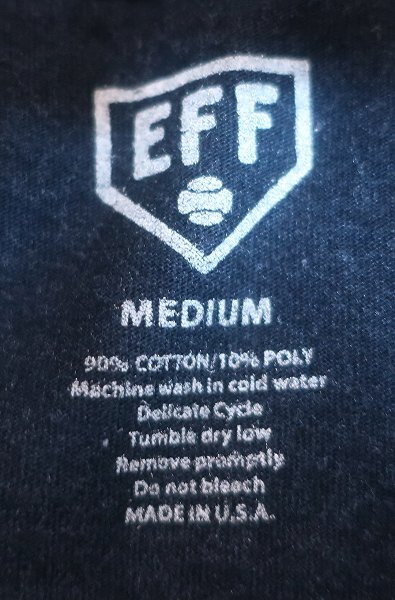 EFF
MEDIUM
90% COTTON/10% POLY
Machine wash in cold water
Delicate Cycle
Tumble dry low
Remove promptly
Do not bleach
MADE IN U.S.A.